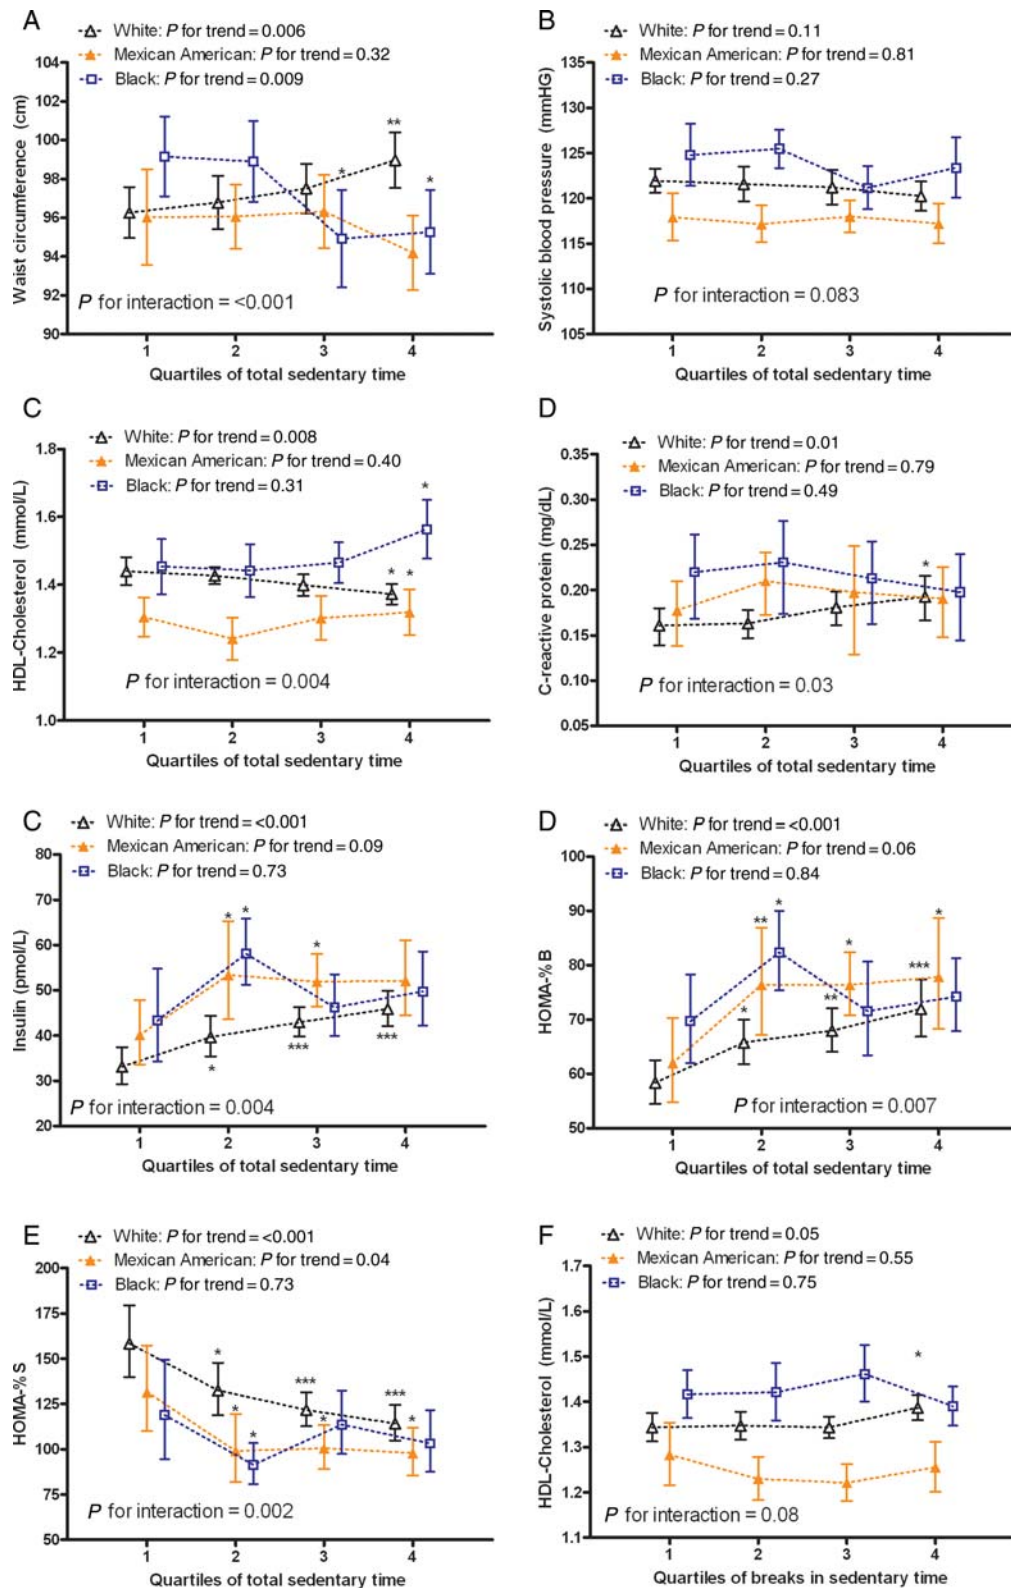 A
White: P for trend = 0.006
Mexican American: P for trend = 0.32
Black: P for trend = 0.009
104
102
100
98
96
94
92
90
Waist circumference (cm)
**
*
*
P for interaction = <0.001
1 2 3 4
Quartiles of total sedentary time
B
White: P for trend = 0.11
Mexican American: P for trend = 0.81
Black: P for trend = 0.27
135
130
125
120
115
110
105
Systolic blood pressure (mmHG)
P for interaction = 0.083
1 2 3 4
Quartiles of total sedentary time
C
White: P for trend = 0.008
Mexican American: P for trend = 0.40
Black: P for trend = 0.31
1.8
1.6
1.4
1.2
1.0
HDL-Cholesterol (mmol/L)
*
* *
P for interaction = 0.004
1 2 3 4
Quartiles of total sedentary time
D
White: P for trend = 0.01
Mexican American: P for trend = 0.79
Black: P for trend = 0.49
0.35
0.30
0.25
0.20
0.15
0.10
0.05
C-reactive protein (mg/dL)
*
P for interaction = 0.03
1 2 3 4
Quartiles of total sedentary time
C
White: P for trend = <0.001
Mexican American: P for trend = 0.09
Black: P for trend = 0.73
80
70
60
50
40
30
20
Insulin (pmol/L)
* *
*
*** ***
*
P for interaction = 0.004
1 2 3 4
Quartiles of total sedentary time
D
White: P for trend = <0.001
Mexican American: P for trend = 0.06
Black: P for trend = 0.84
100
90
80
70
60
50
HOMA-%B
*
** *
*
***
**
*
P for interaction = 0.007
1 2 3 4
Quartiles of total sedentary time
E
White: P for trend = <0.001
Mexican American: P for trend = 0.04
Black: P for trend = 0.73
200
175
150
125
100
75
50
HOMA-%S
*
*** ***
*
* *
*
P for interaction = 0.002
1 2 3 4
Quartiles of total sedentary time
F
White: P for trend = 0.05
Mexican American: P for trend = 0.55
Black: P for trend = 0.75
1.7
1.6
1.5
1.4
1.3
1.2
1.1
HDL-Cholesterol (mmol/L)
*
P for interaction = 0.08
1 2 3 4
Quartiles of breaks in sedentary time